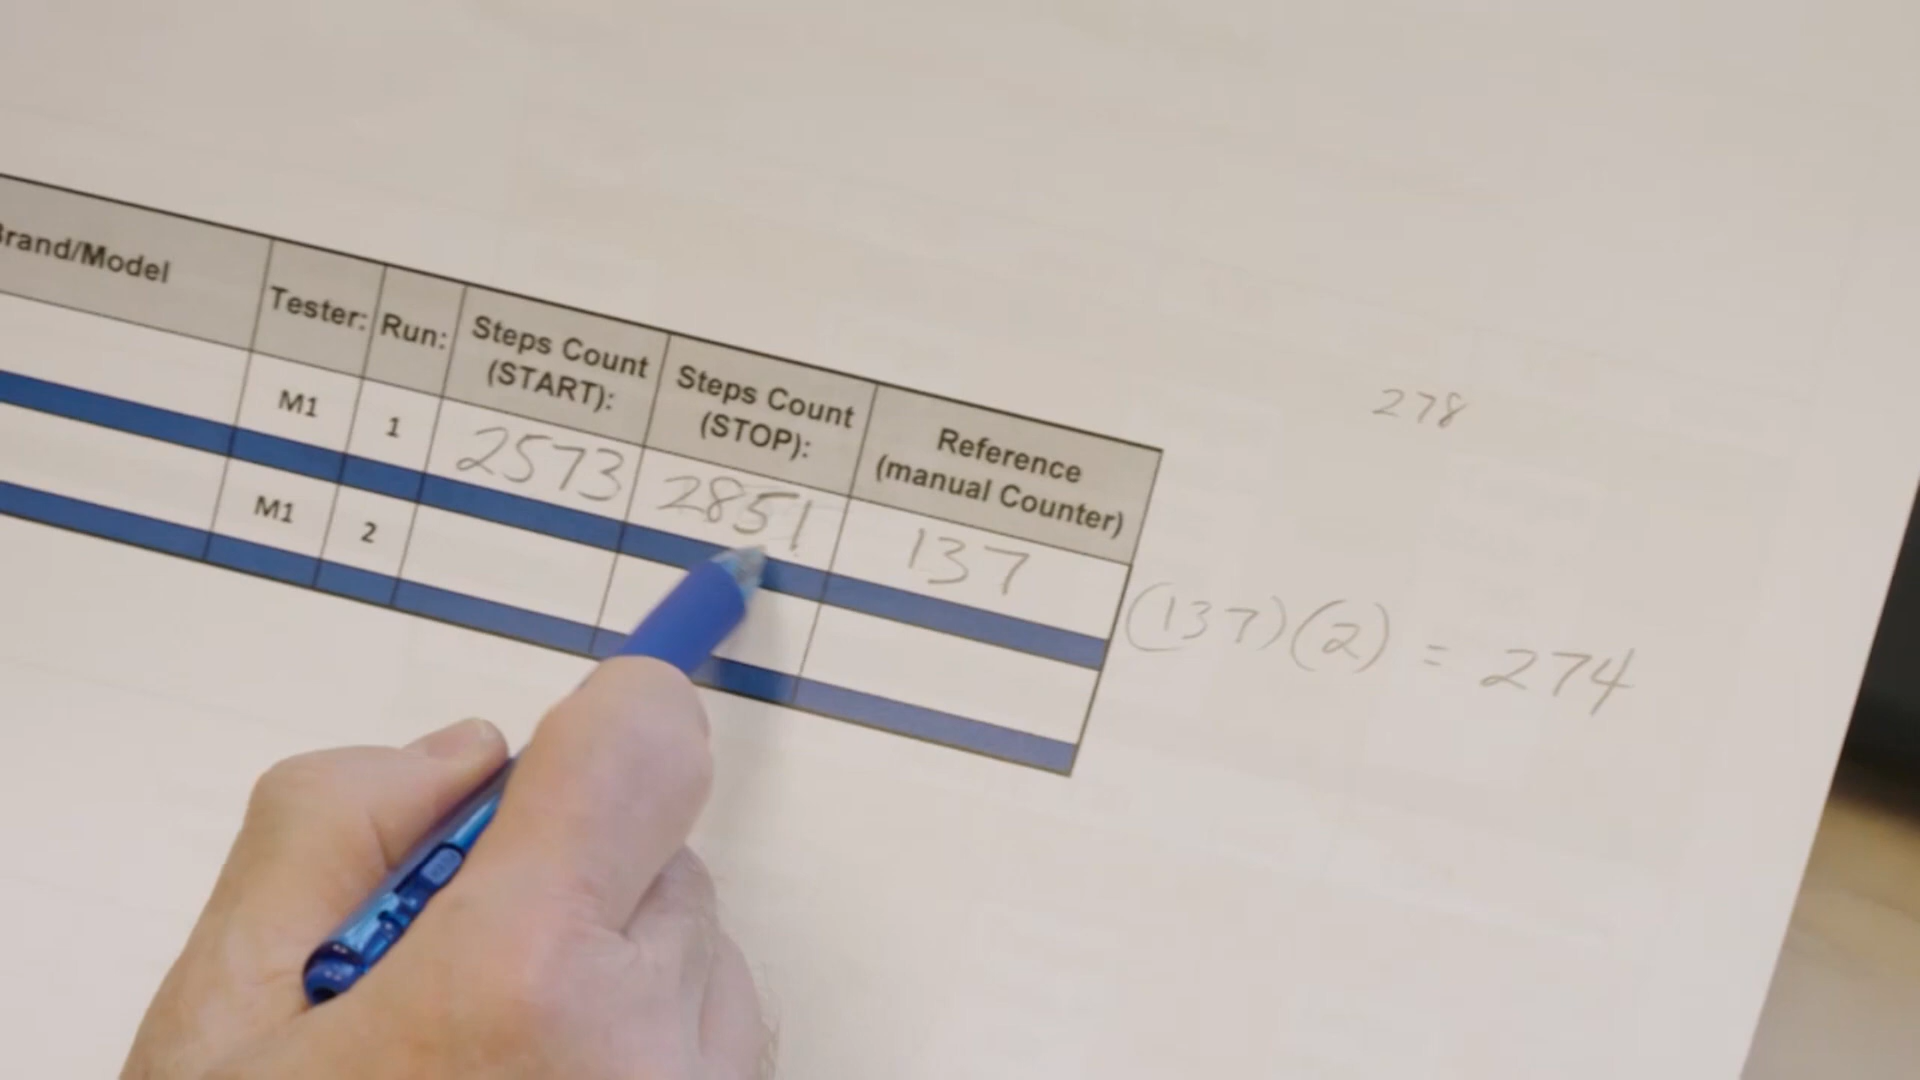 Brand/Model Tester: Run: Steps Count (START): Steps Count (STOP): Reference (manual Counter)
278
M1 1 2573 2851 137
(137)(2) = 274
M1 2